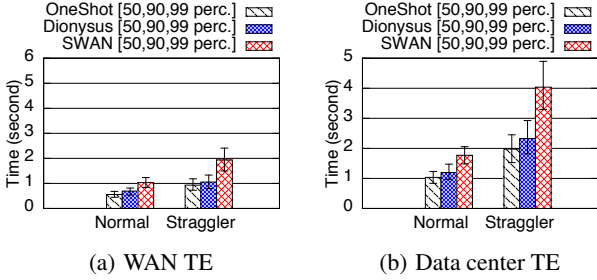 OneShot [50,90,99 perc.]
Dionysus [50,90,99 perc.]
SWAN [50,90,99 perc.]
Time (second)
6
5
4
3
2
1
0
Normal Straggler
(a) WAN TE
OneShot [50,90,99 perc.]
Dionysus [50,90,99 perc.]
SWAN [50,90,99 perc.]
Time (second)
5
4
3
2
1
0
Normal Straggler
(b) Data center TE